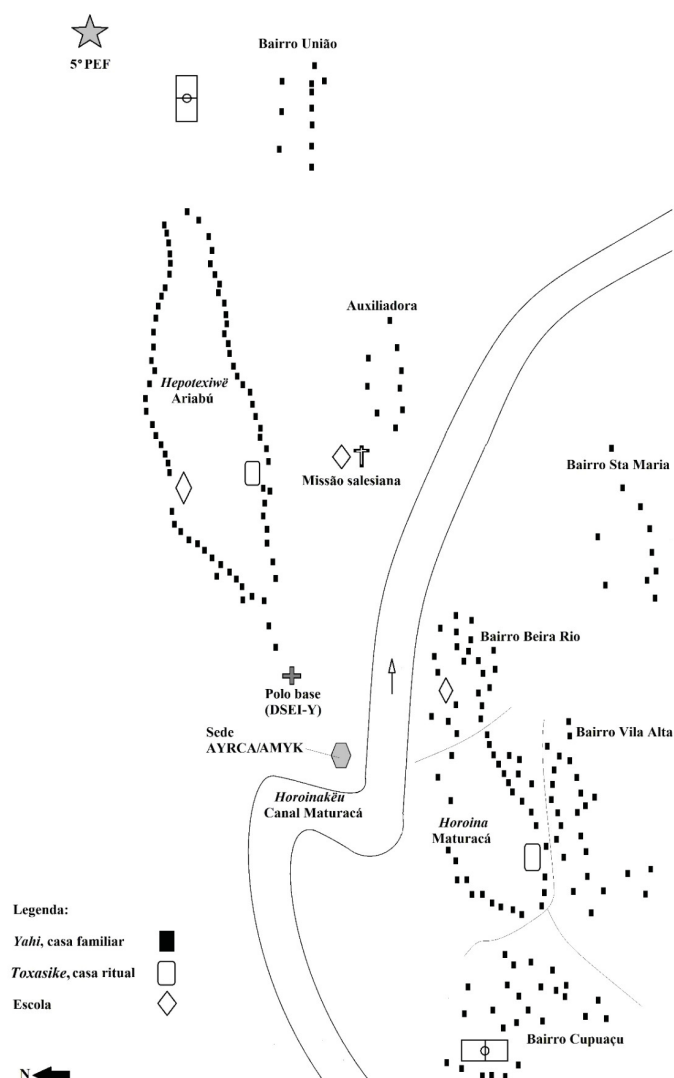 Bairro União
5º PEF
Auxiliadora
Hepotexiwë
Ariabú
Missão salesiana
Bairro Sta Maria
Bairro Beira Rio
Polo base
(DSEI-Y)
Sede
AYRCA/AMYK
Bairro Vila Alta
Horoinakëu
Canal Maturacá
Horoina
Maturacá
Legenda:
Yahi, casa familiar
Toxasike, casa ritual
Escola
Bairro Cupuaçu
N